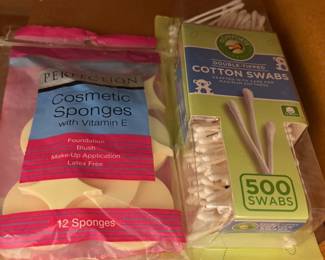 PERFECTION
Cosmetic
Sponges
with Vitamin E
Foundation
Blush
Make-Up Application
Latex Free
12 Sponges
DOUBLE-TIPPED
COTTON SWABS
500
SWABS